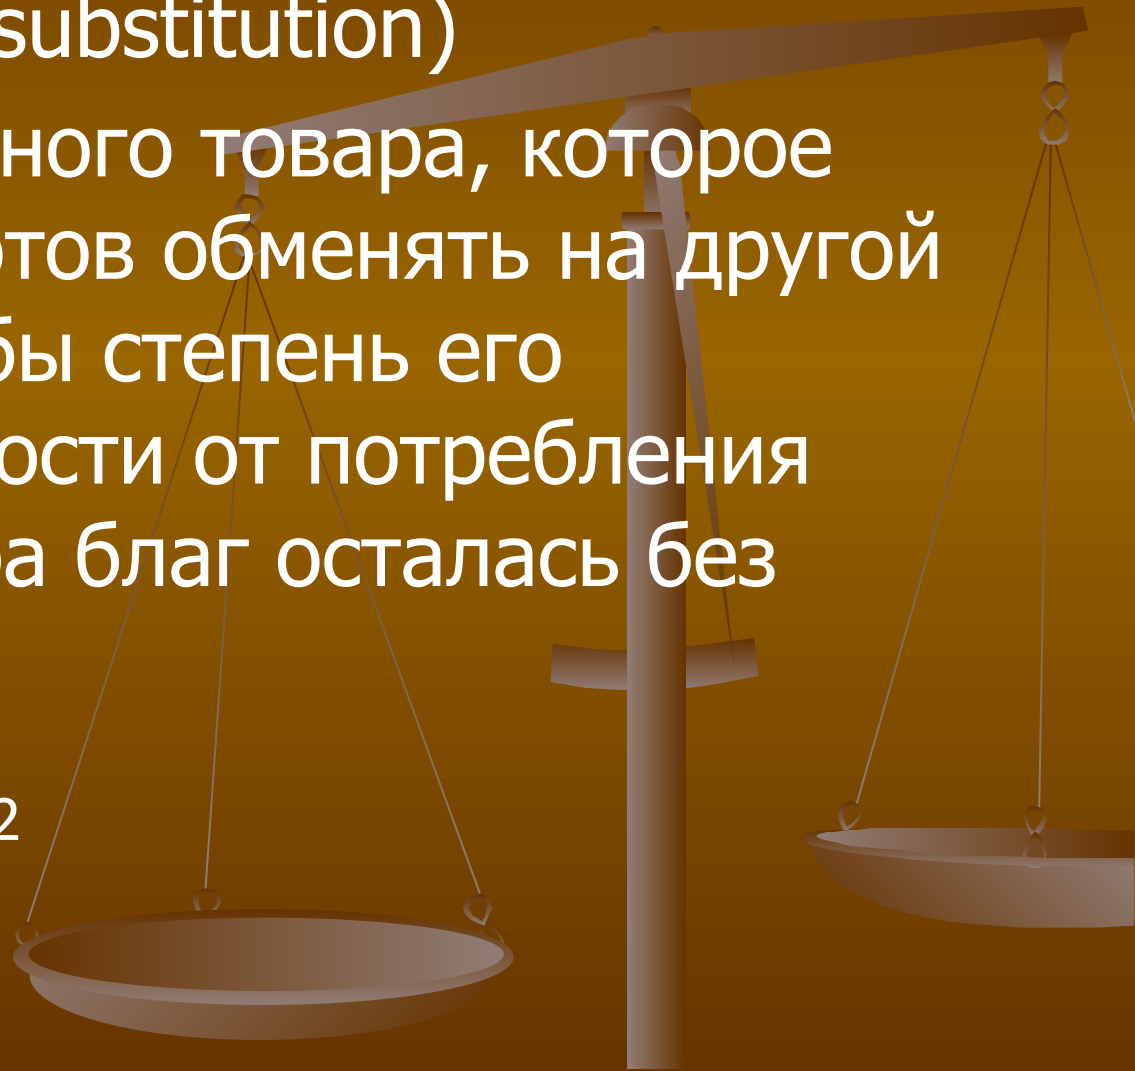 substitution)
ного товара, которое
отов обменять на другой
бы степень его
ости от потребления
ра благ осталась без
2